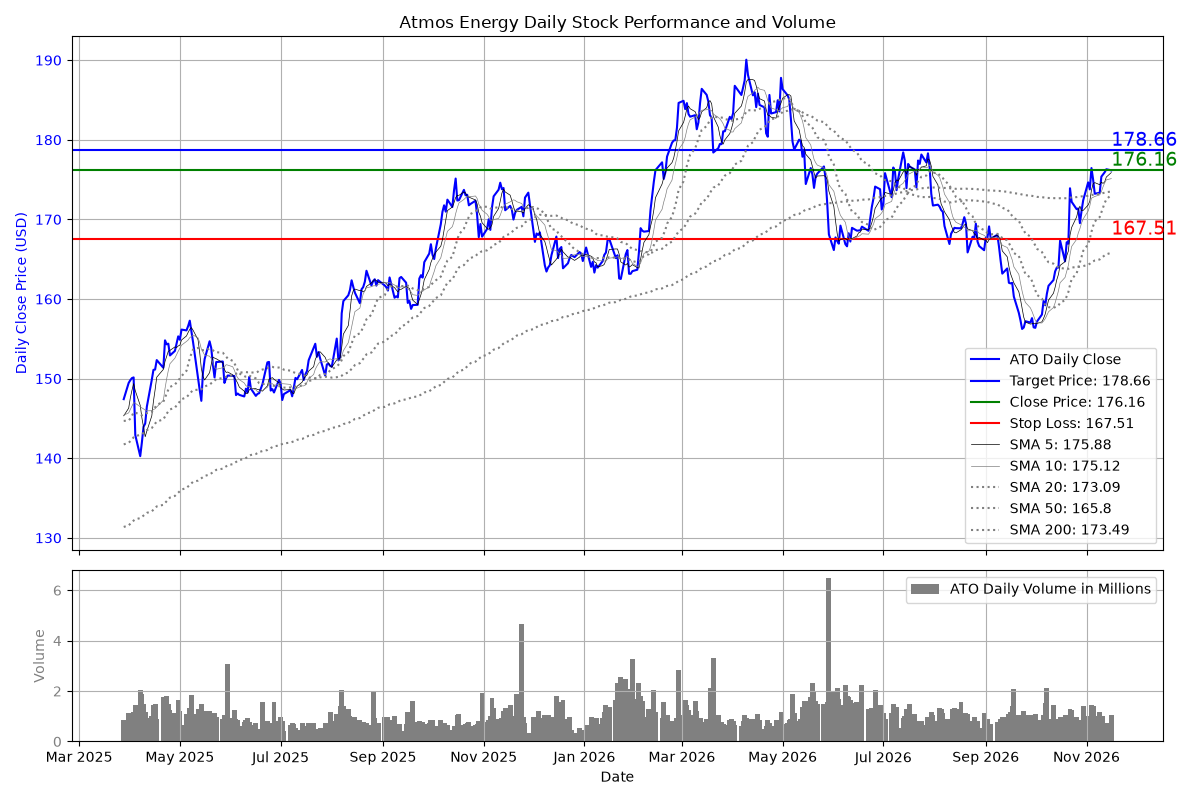 Atmos Energy Daily Stock Performance and Volume
Daily Close Price (USD)
190
180
170
160
150
140
130
178.66
176.16
167.51
ATO Daily Close
Target Price: 178.66
Close Price: 176.16
Stop Loss: 167.51
SMA 5: 175.88
SMA 10: 175.12
SMA 20: 173.09
SMA 50: 165.8
SMA 200: 173.49
Volume
6
4
2
0
ATO Daily Volume in Millions
Mar 2025 May 2025 Jul 2025 Sep 2025 Nov 2025 Jan 2026 Mar 2026 May 2026 Jul 2026 Sep 2026 Nov 2026
Date